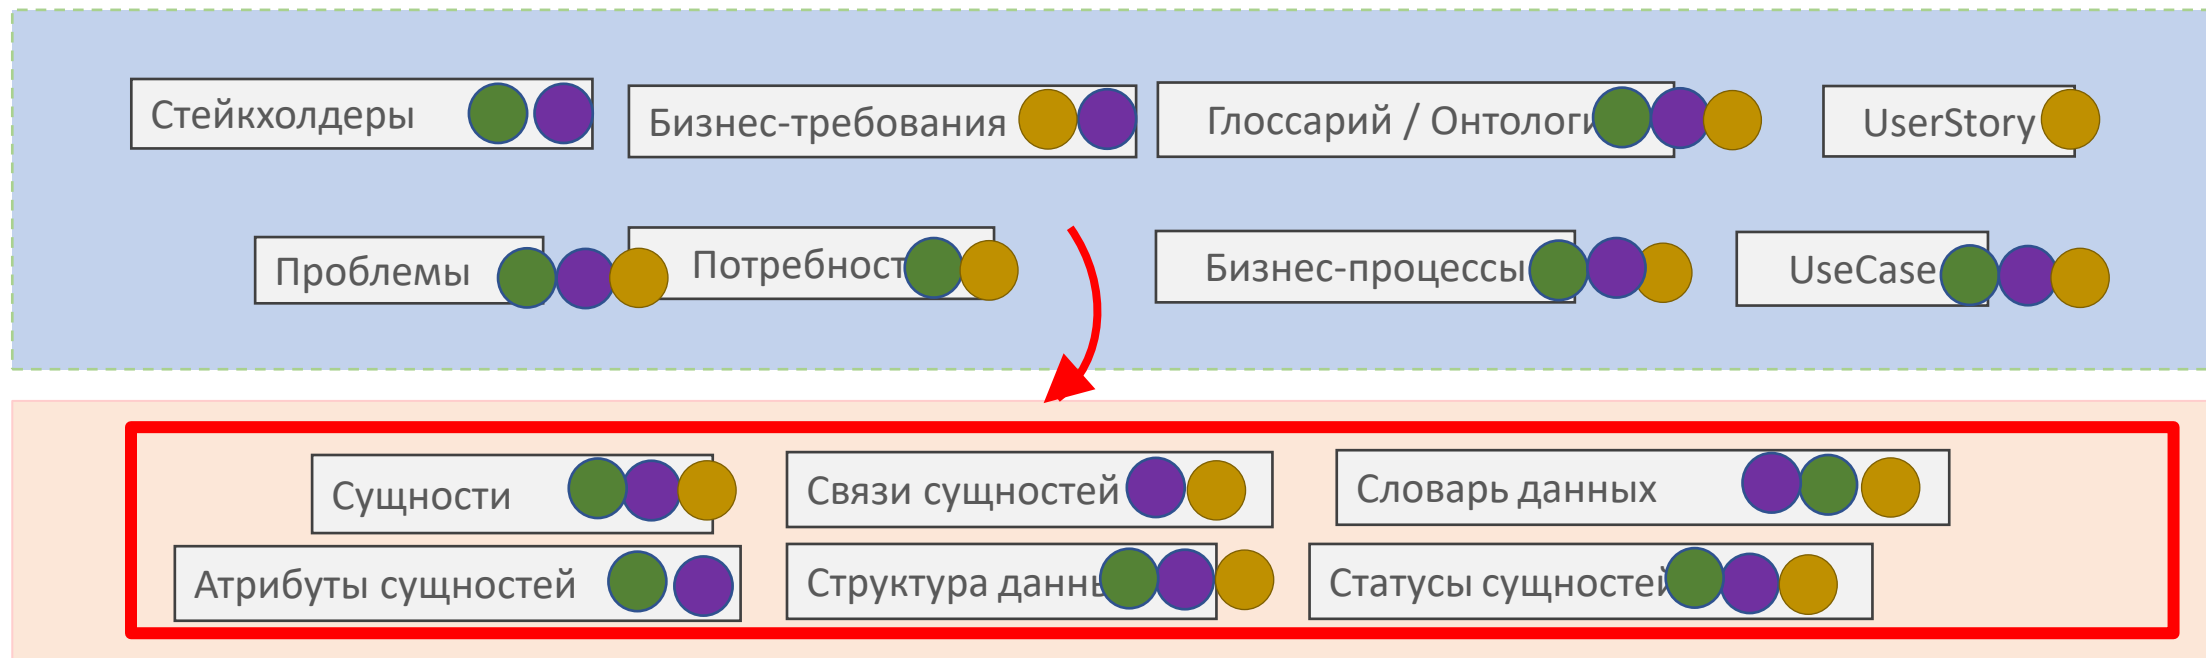 Стейкхолдеры
Бизнес-требования
Глоссарий / Онтологи
UserStory
Проблемы
Потребност
Бизнес-процессы
UseCase
Сущности
Связи сущностей
Словарь данных
Атрибуты сущностей
Структура данн
Статусы сущностей